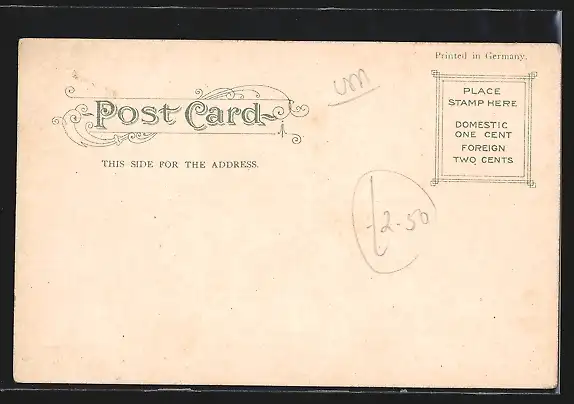 Printed in Germany.
Post Card
THIS SIDE FOR THE ADDRESS.
PLACE
STAMP HERE
DOMESTIC
ONE CENT
FOREIGN
TWO CENTS
2-50